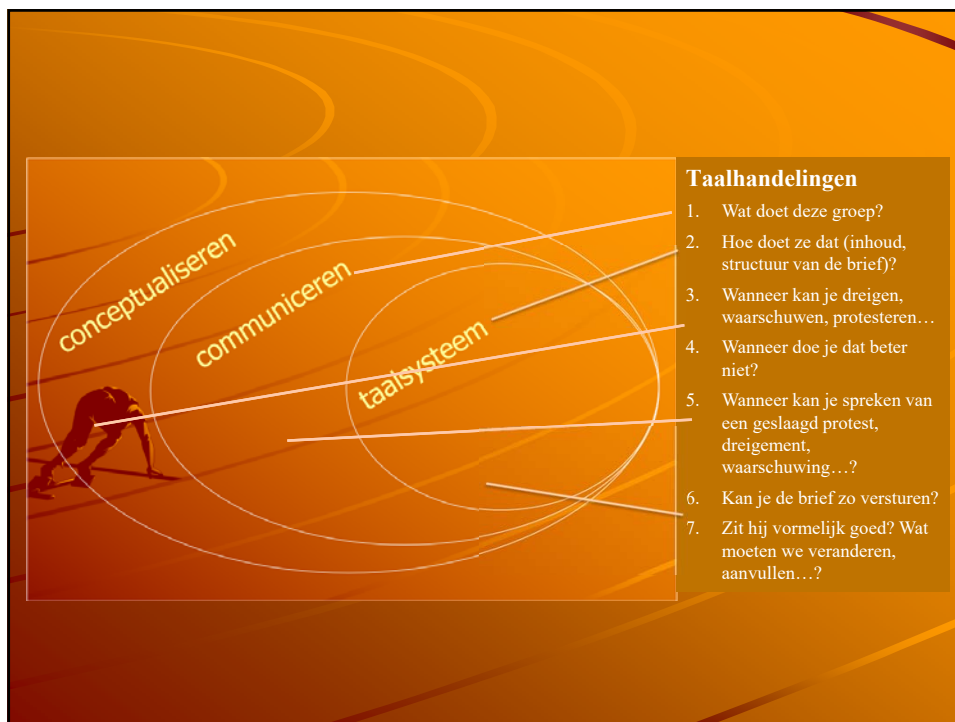 conceptualiseren
communiceren
taalsysteem
Taalhandelingen
1. Wat doet deze groep?
2. Hoe doet ze dat (inhoud,
structuur van de brief)?
3. Wanneer kan je dreigen,
waarschuwen, protesteren…
4. Wanneer doe je dat beter
niet?
5. Wanneer kan je spreken van
een geslaagd protest,
dreigement,
waarschuwing…?
6. Kan je de brief zo versturen?
7. Zit hij vormelijk goed? Wat
moeten we veranderen,
aanvullen…?